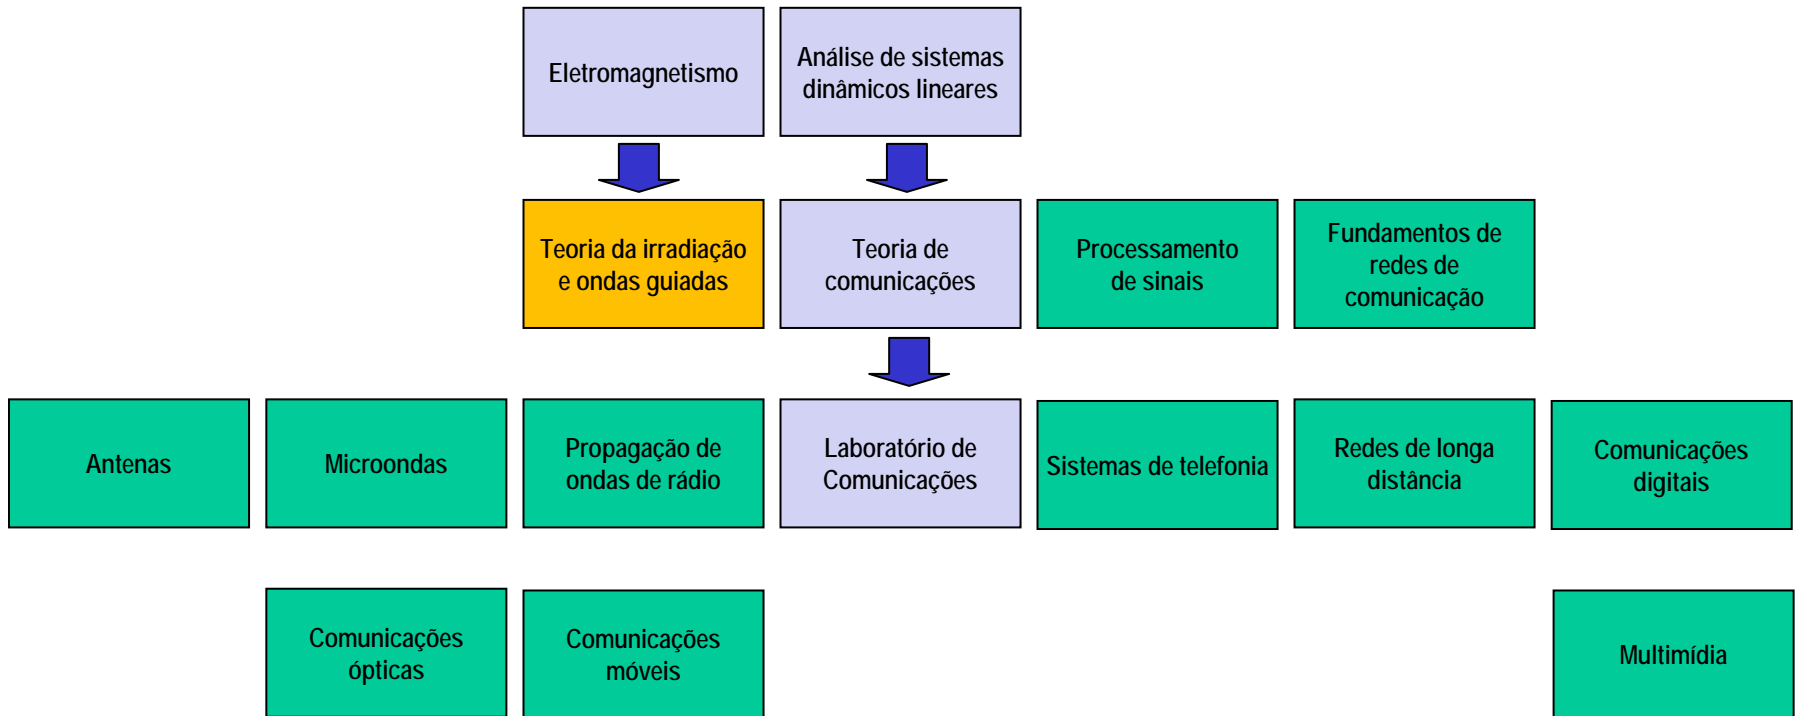 Eletromagnetismo
Análise de sistemas
dinâmicos lineares
Teoria da irradiação
e ondas guiadas
Teoria de
comunicações
Processamento
de sinais
Fundamentos de
redes de
comunicação
Antenas
Microondas
Propagação de
ondas de rádio
Laboratório de
Comunicações
Sistemas de telefonia
Redes de longa
distância
Comunicações
digitais
Comunicações
ópticas
Comunicações
móveis
Multimídia